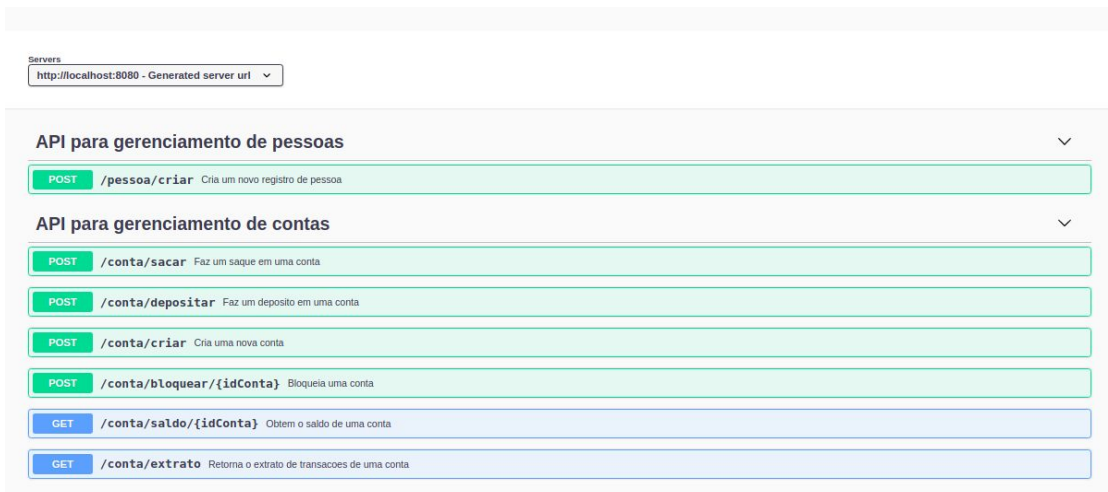 Servers
http://localhost:8080 - Generated server url
API para gerenciamento de pessoas
POST /pessoa/criar Cria um novo registro de pessoa
API para gerenciamento de contas
POST /conta/sacar Faz um saque em uma conta
POST /conta/depositar Faz um deposito em uma conta
POST /conta/criar Cria uma nova conta
POST /conta/bloquear/{idConta} Bloqueia uma conta
GET /conta/saldo/{idConta} Obtem o saldo de uma conta
GET /conta/extrato Retorna o extrato de transacoes de uma conta